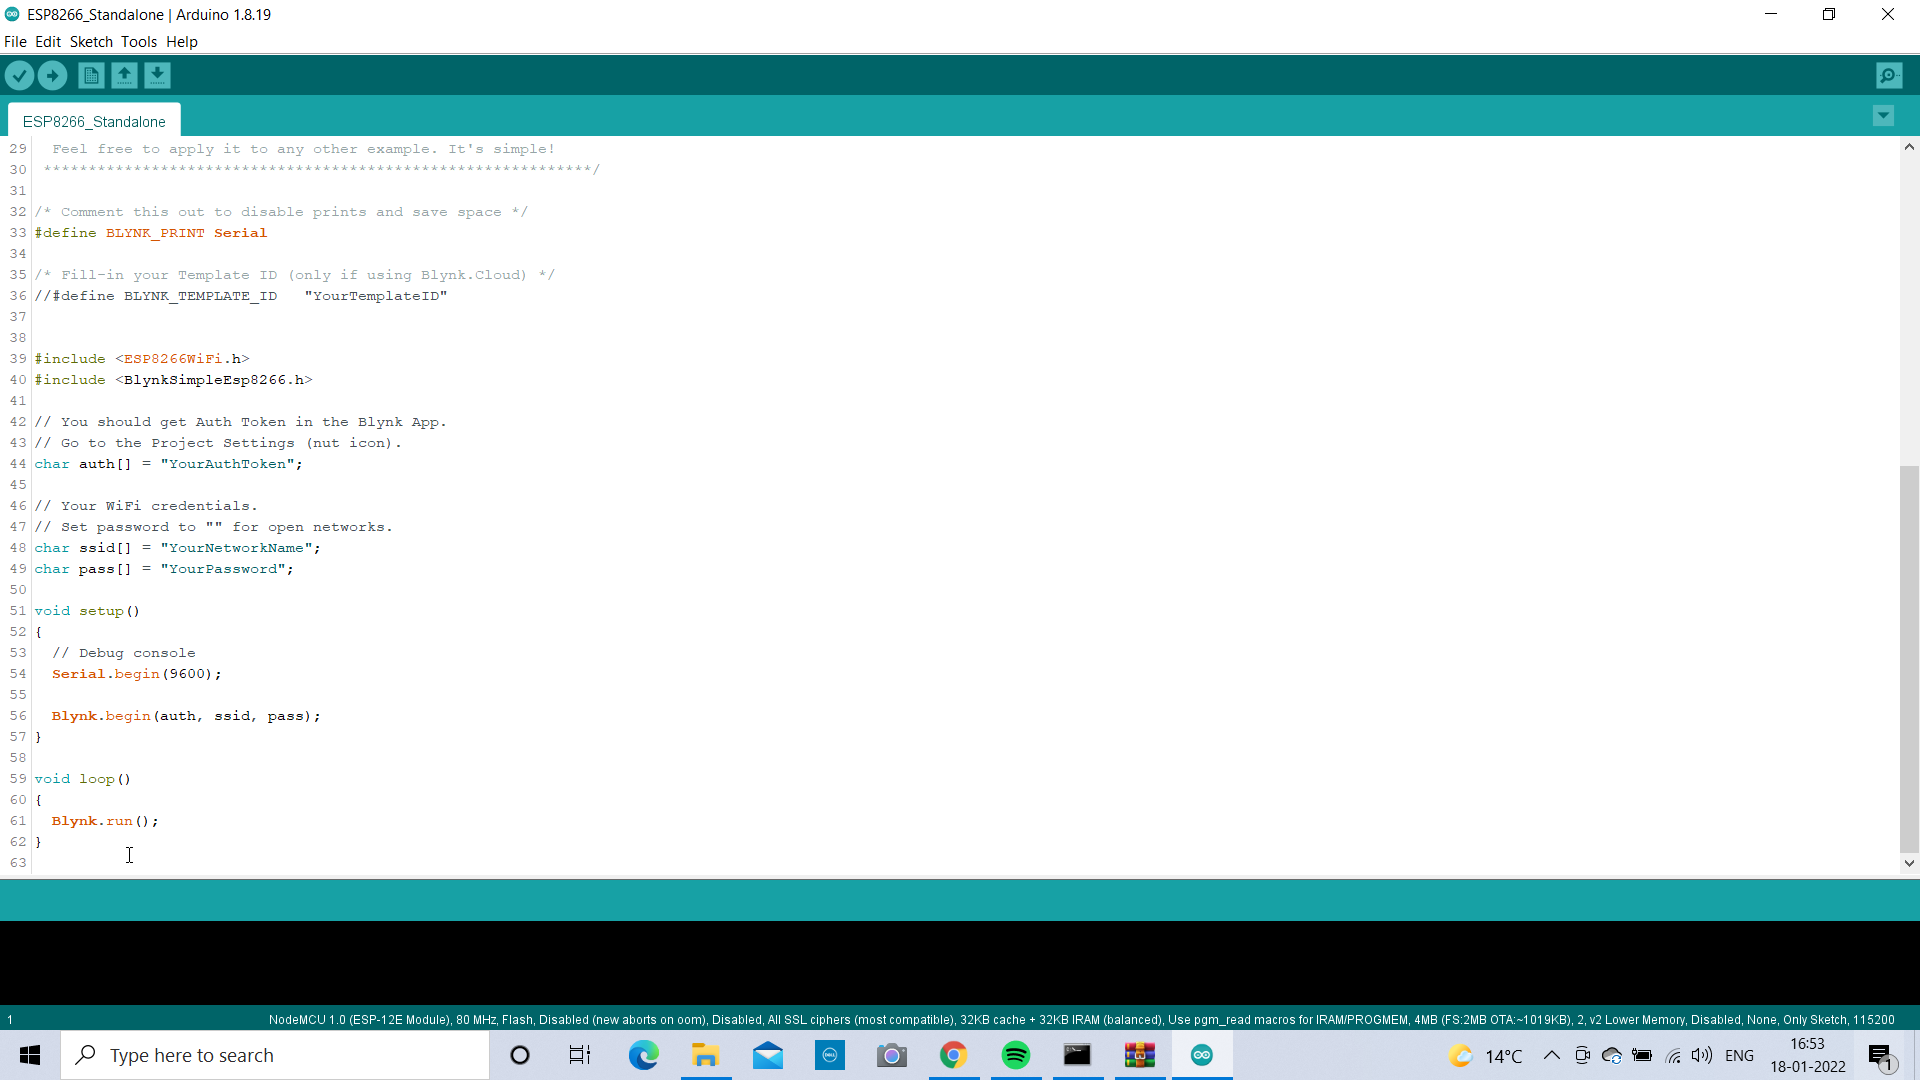 ESP8266_Standalone | Arduino 1.8.19
File Edit Sketch Tools Help
ESP8266_Standalone
29 Feel free to apply it to any other example. It's simple!
30 *************************************************************/
31
32 /* Comment this out to disable prints and save space */
33 #define BLYNK_PRINT Serial
34
35 /* Fill-in your Template ID (only if using Blynk.Cloud) */
36 //#define BLYNK_TEMPLATE_ID   "YourTemplateID"
37
38
39 #include <ESP8266WiFi.h>
40 #include <BlynkSimpleEsp8266.h>
41
42 // You should get Auth Token in the Blynk App.
43 // Go to the Project Settings (nut icon).
44 char auth[] = "YourAuthToken";
45
46 // Your WiFi credentials.
47 // Set password to "" for open networks.
48 char ssid[] = "YourNetworkName";
49 char pass[] = "YourPassword";
50
51 void setup()
52 {
53   // Debug console
54   Serial.begin(9600);
55
56   Blynk.begin(auth, ssid, pass);
57 }
58
59 void loop()
60 {
61   Blynk.run();
62 }
63
1 NodeMCU 1.0 (ESP-12E Module), 80 MHz, Flash, Disabled (new aborts on oom), Disabled, All SSL ciphers (most compatible), 32KB cache + 32KB IRAM (balanced), Use pgm_read macros for IRAM/PROGMEM, 4MB (FS:2MB OTA:~1019KB), 2, v2 Lower Memory, Disabled, None, Only Sketch, 115200
Type here to search
DELL
14°C
ENG
16:53
18-01-2022
1